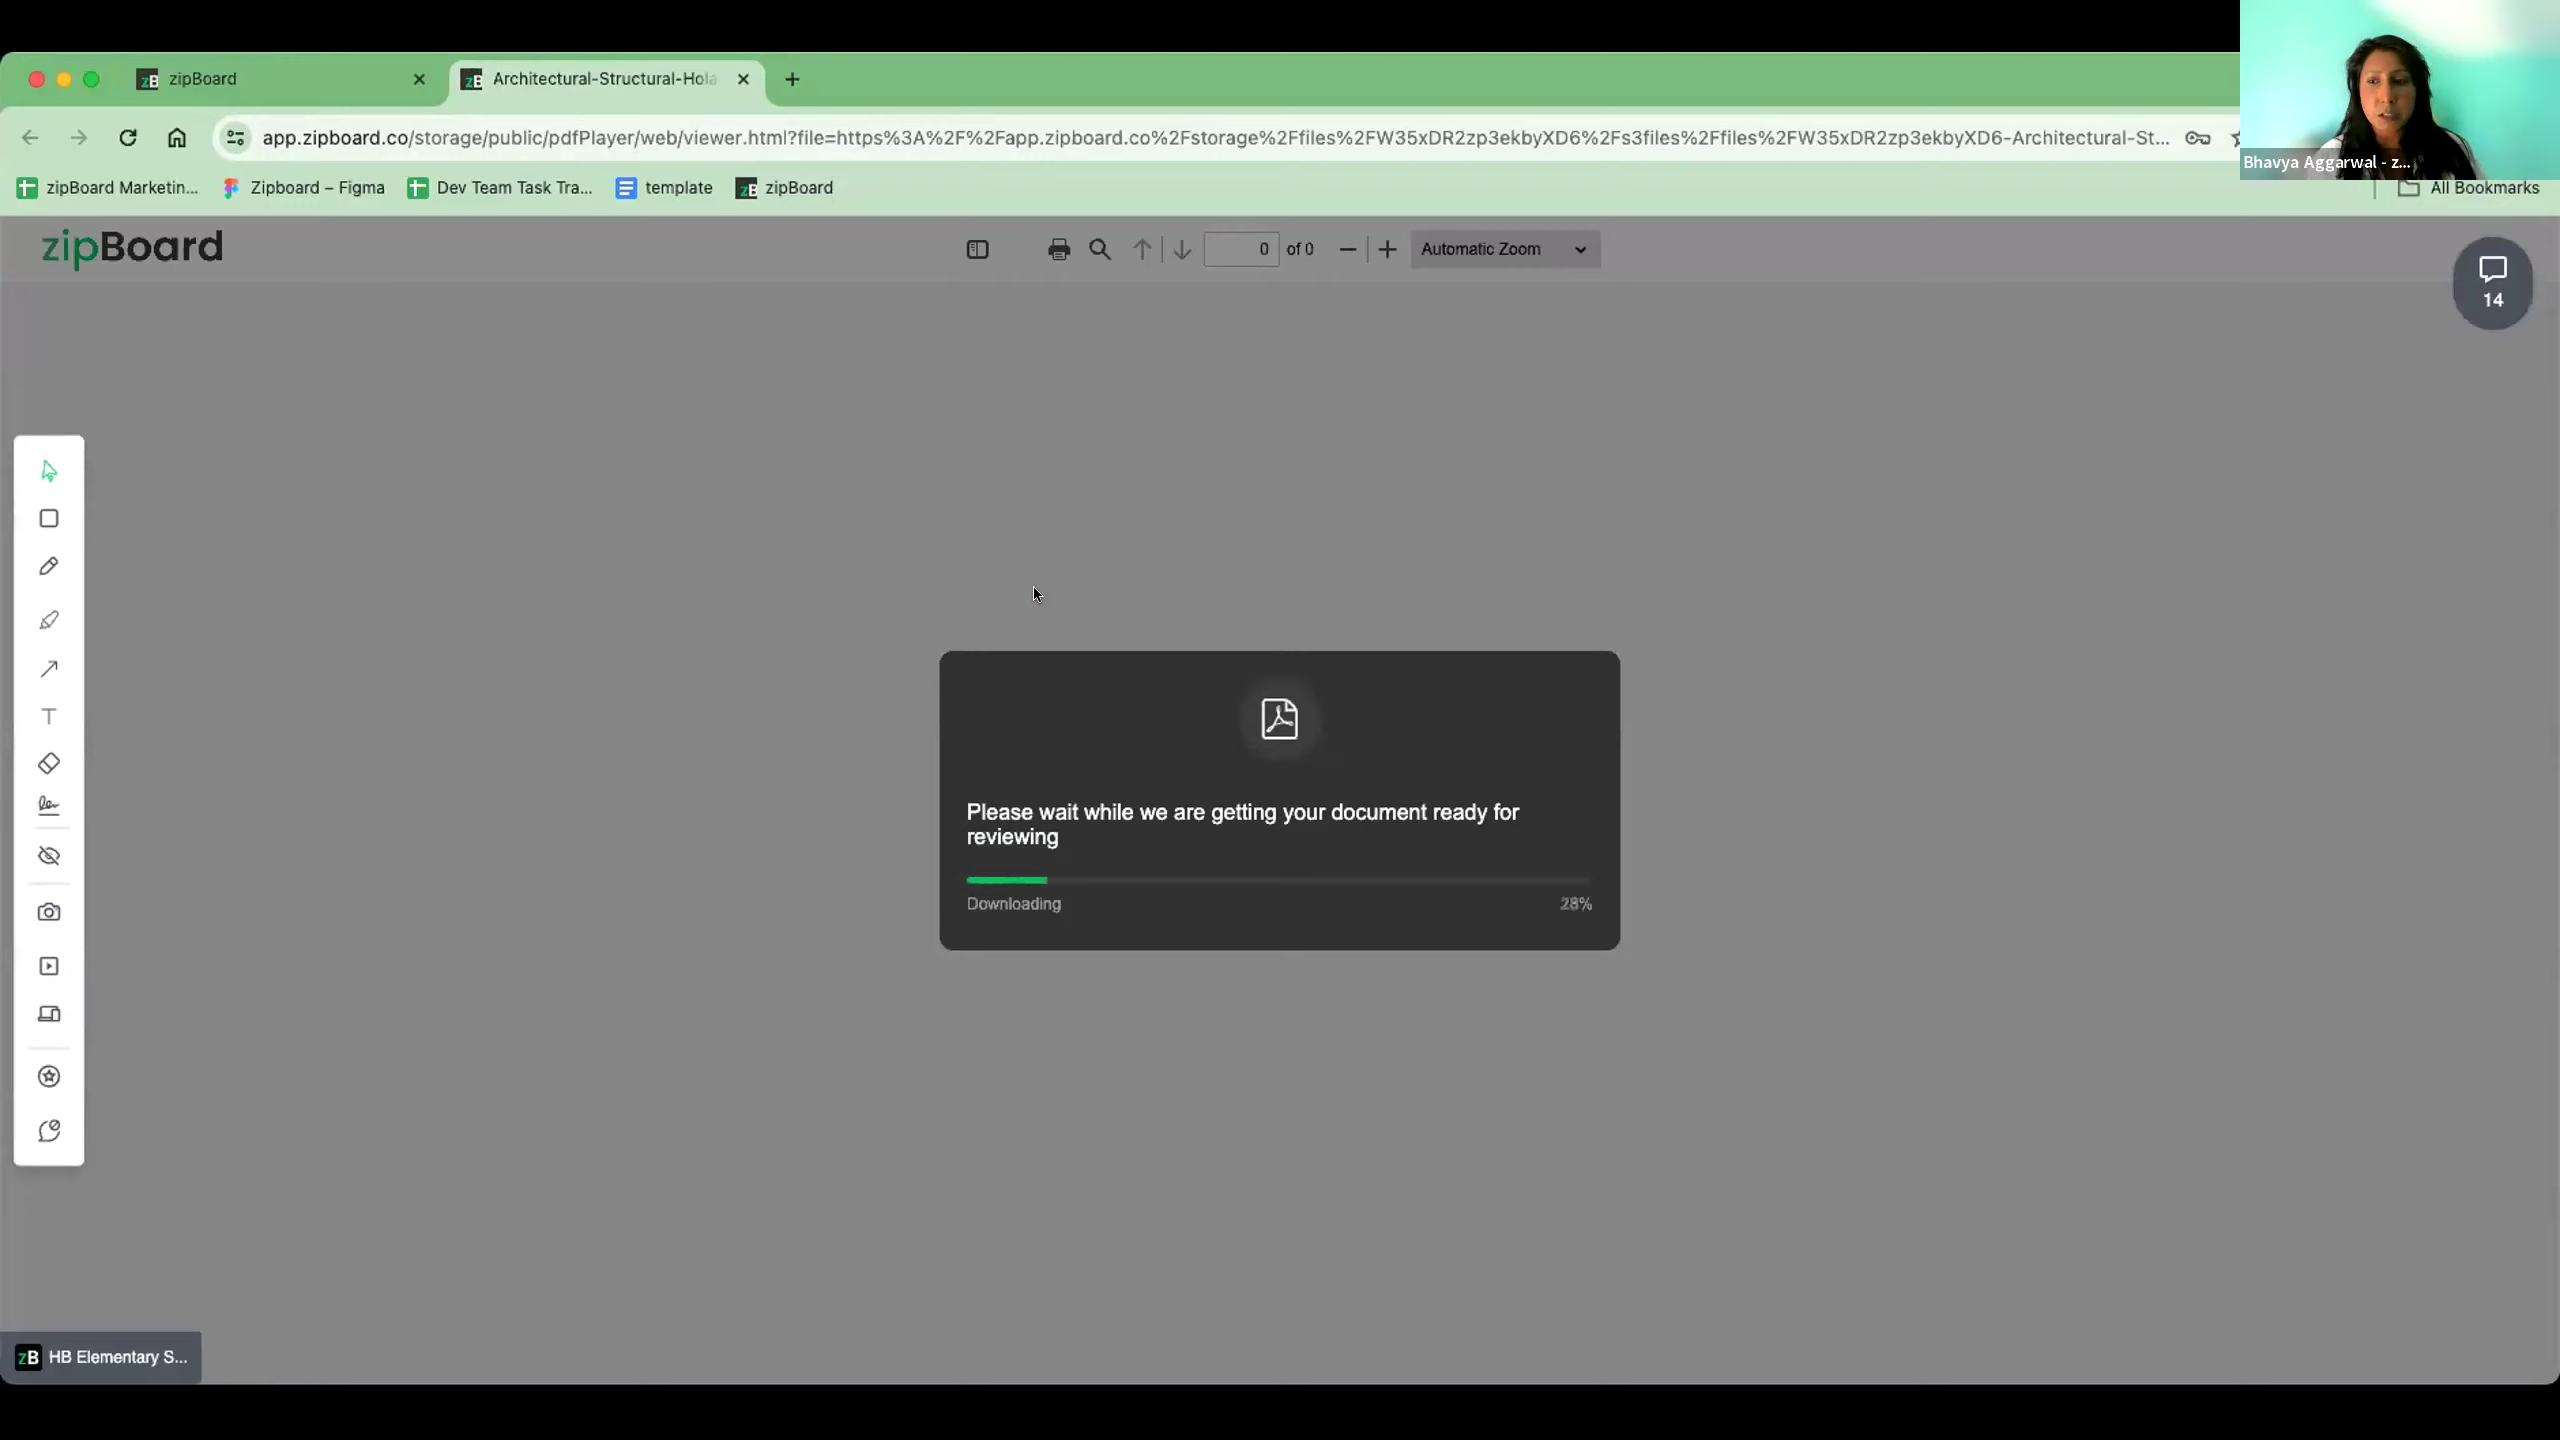 zipBoard
Architectural-Structural-Hola
app.zipboard.co/storage/public/pdfPlayer/web/viewer.html?file=https%3A%2F%2Fapp.zipboard.co%2Fstorage%2Ffiles%2FW35xDR2zp3ekbyXD6%2Fs3files%2Ffiles%2FW35xDR2zp3ekbyXD6-Architectural-St...
Bhavya Aggarwal - z...
zipBoard Marketin...
Zipboard – Figma
Dev Team Task Tra...
template
zipBoard
All Bookmarks
zipBoard
0 of 0
Automatic Zoom
14
T
Please wait while we are getting your document ready for
reviewing
Downloading 28%
zB HB Elementary S...